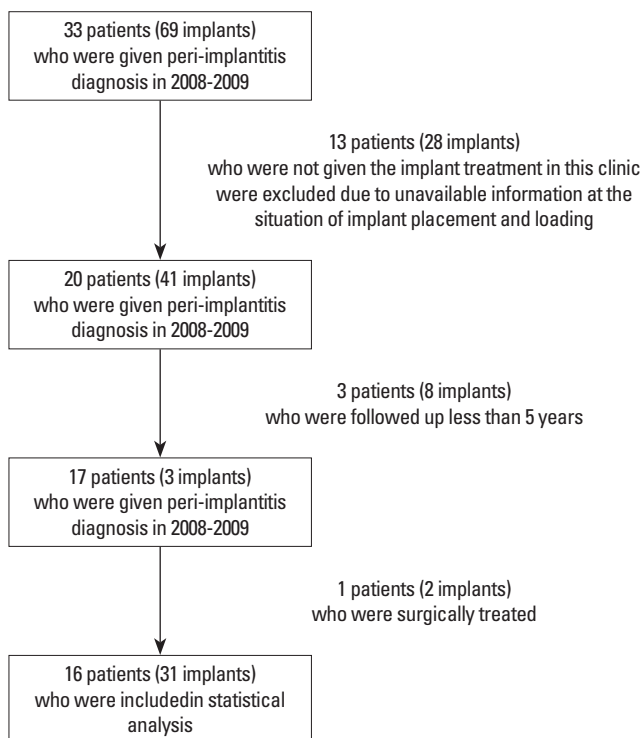 33 patients (69 implants)
who were given peri-implantitis
diagnosis in 2008-2009
13 patients (28 implants)
who were not given the implant treatment in this clinic
were excluded due to unavailable information at the
situation of implant placement and loading
20 patients (41 implants)
who were given peri-implantitis
diagnosis in 2008-2009
3 patients (8 implants)
who were followed up less than 5 years
17 patients (3 implants)
who were given peri-implantitis
diagnosis in 2008-2009
1 patients (2 implants)
who were surgically treated
16 patients (31 implants)
who were includedin statistical
analysis